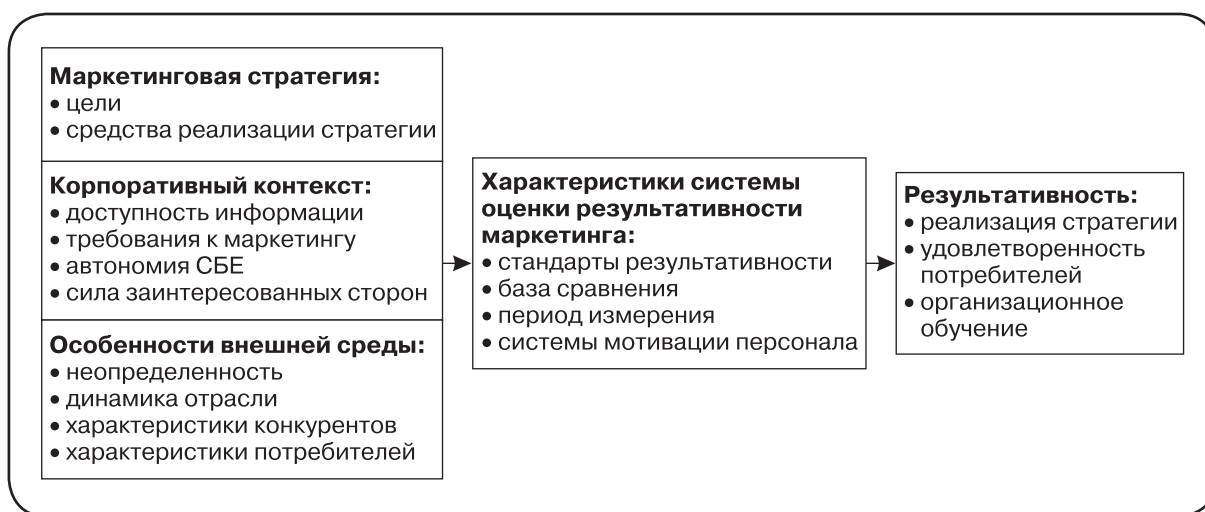 Маркетинговая стратегия:
• цели
• средства реализации стратегии
Корпоративный контекст:
• доступность информации
• требования к маркетингу
• автономия СБЕ
• сила заинтересованных сторон
Особенности внешней среды:
• неопределенность
• динамика отрасли
• характеристики конкурентов
• характеристики потребителей
Характеристики системы
оценки результативности
маркетинга:
• стандарты результативности
• база сравнения
• период измерения
• системы мотивации персонала
Результативность:
• реализация стратегии
• удовлетворенность
потребителей
• организационное
обучение